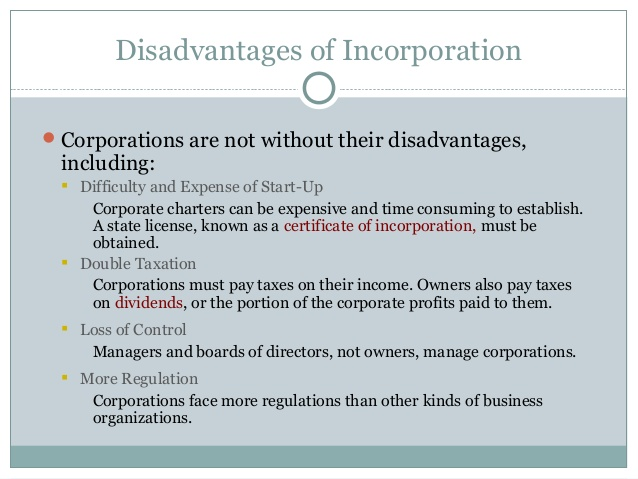 Disadvantages of Incorporation
Corporations are not without their disadvantages,
including:
Difficulty and Expense of Start-Up
Corporate charters can be expensive and time consuming to establish.
A state license, known as a certificate of incorporation, must be
obtained.
Double Taxation
Corporations must pay taxes on their income. Owners also pay taxes
on dividends, or the portion of the corporate profits paid to them.
Loss of Control
Managers and boards of directors, not owners, manage corporations.
More Regulation
Corporations face more regulations than other kinds of business
organizations.